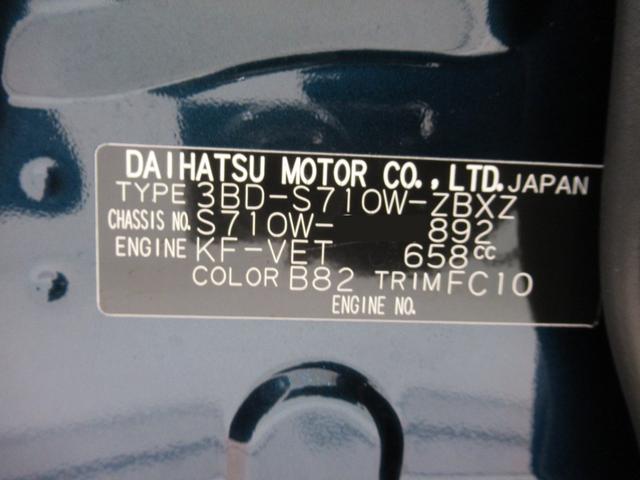 DAIHATSU MOTOR CO., LTD. JAPAN
TYPE 3BD-S710W-ZBXZ
CHASSIS NO. S710W- 892
ENGINE KF-VET 658cc
COLOR B82 TRIM FC10
ENGINE NO.